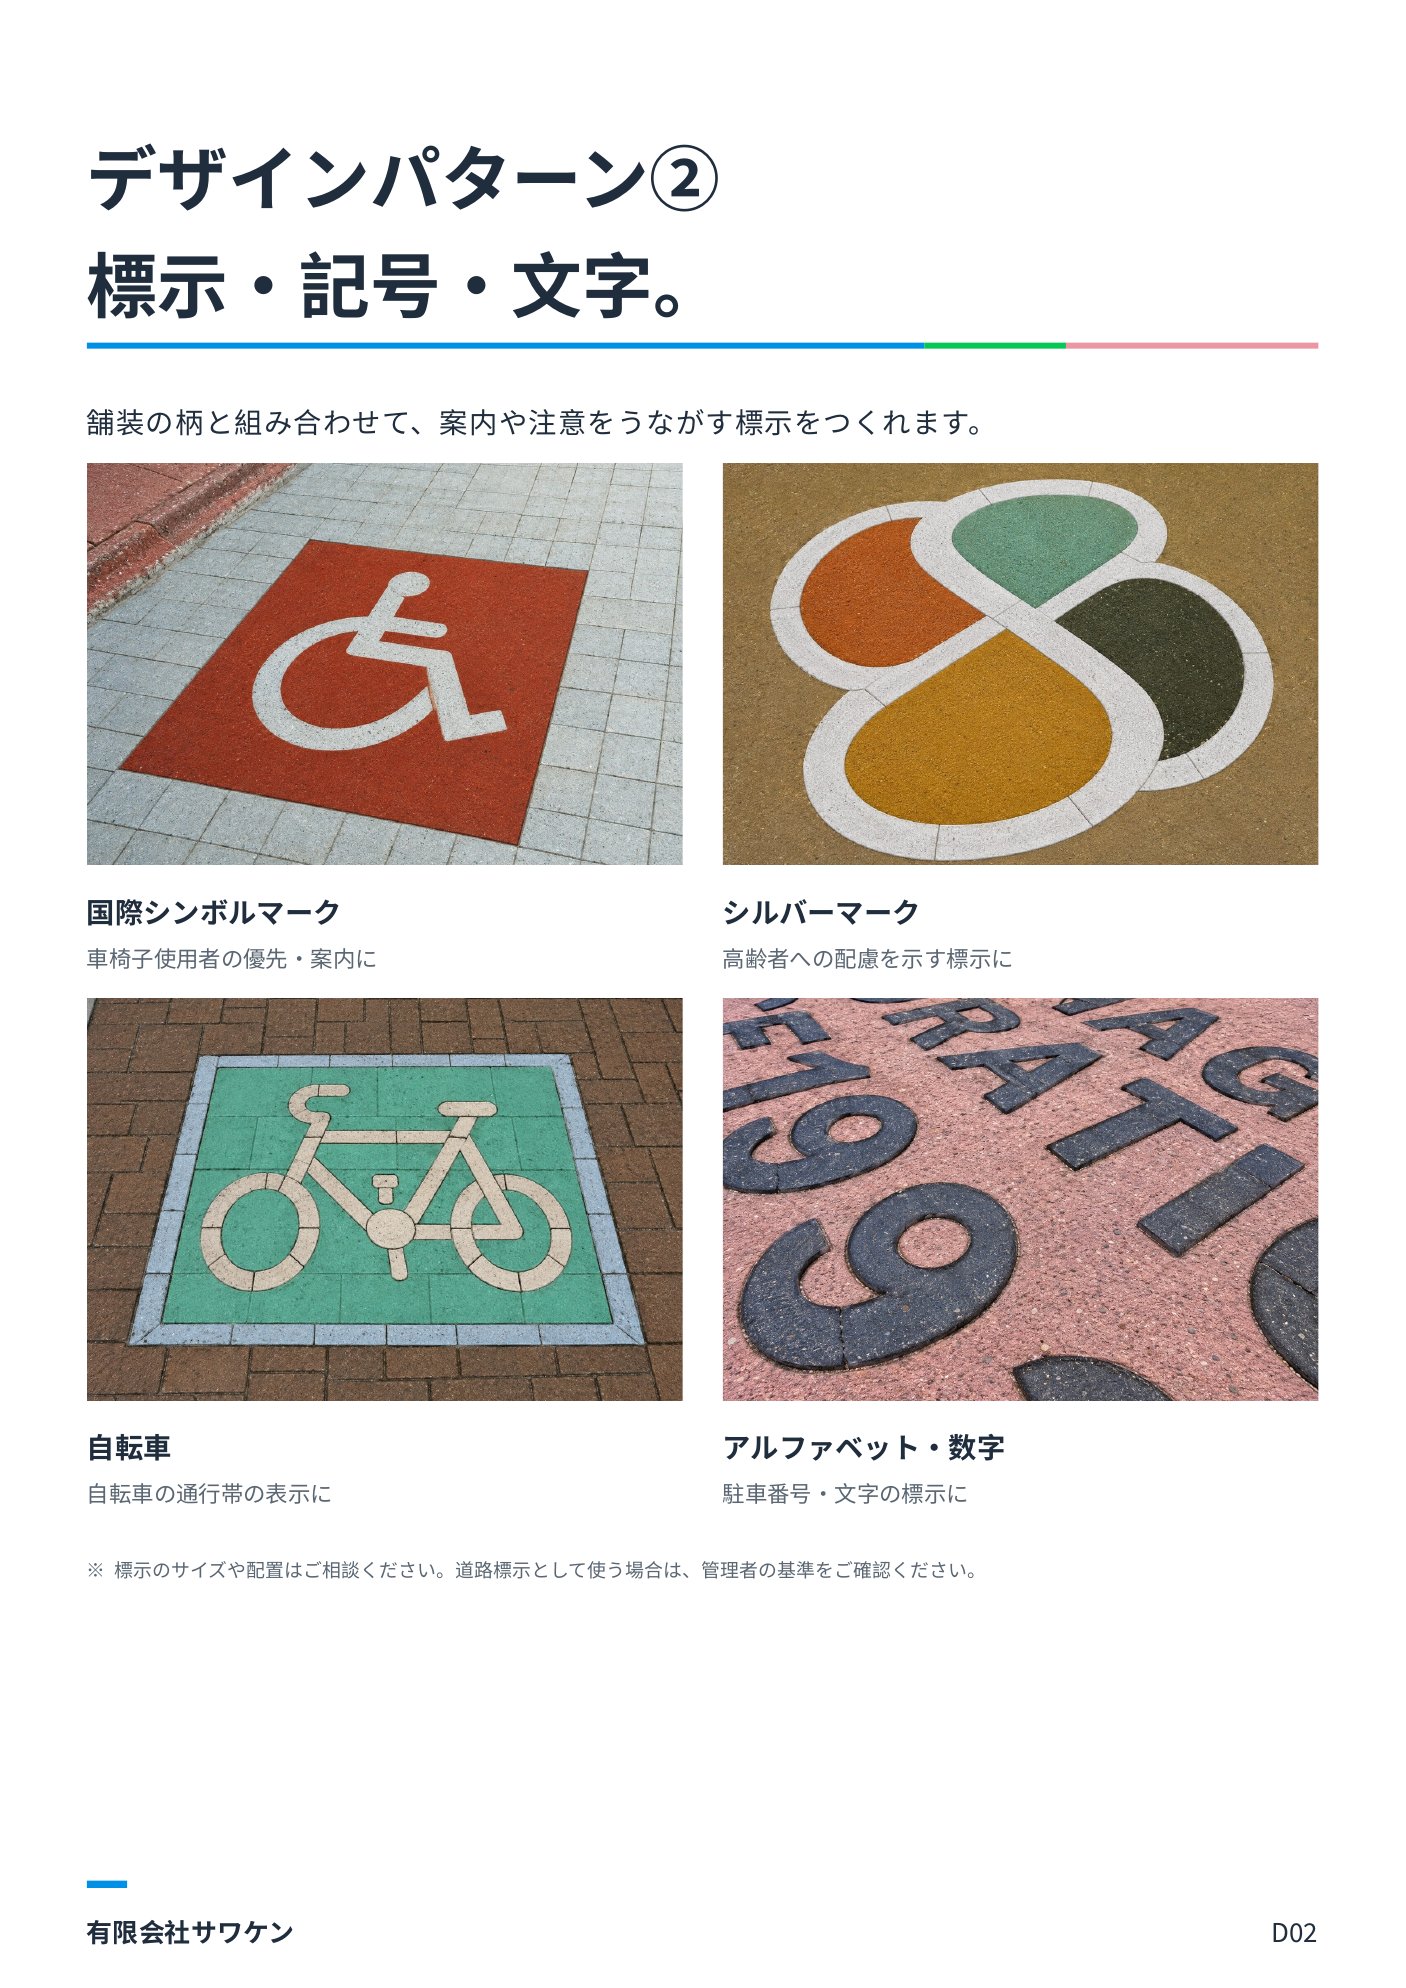 デザインパターン②
標示・記号・文字。
舗装の柄と組み合わせて、案内や注意をうながす標示をつくれます。
国際シンボルマーク
車椅子使用者の優先・案内に
シルバーマーク
高齢者への配慮を示す標示に
E
RA
AG
19
RATI
9
自転車
自転車の通行帯の表示に
アルファベット・数字
駐車番号・文字の標示に
※ 標示のサイズや配置はご相談ください。道路標示として使う場合は、管理者の基準をご確認ください。
有限会社サワケン
D02